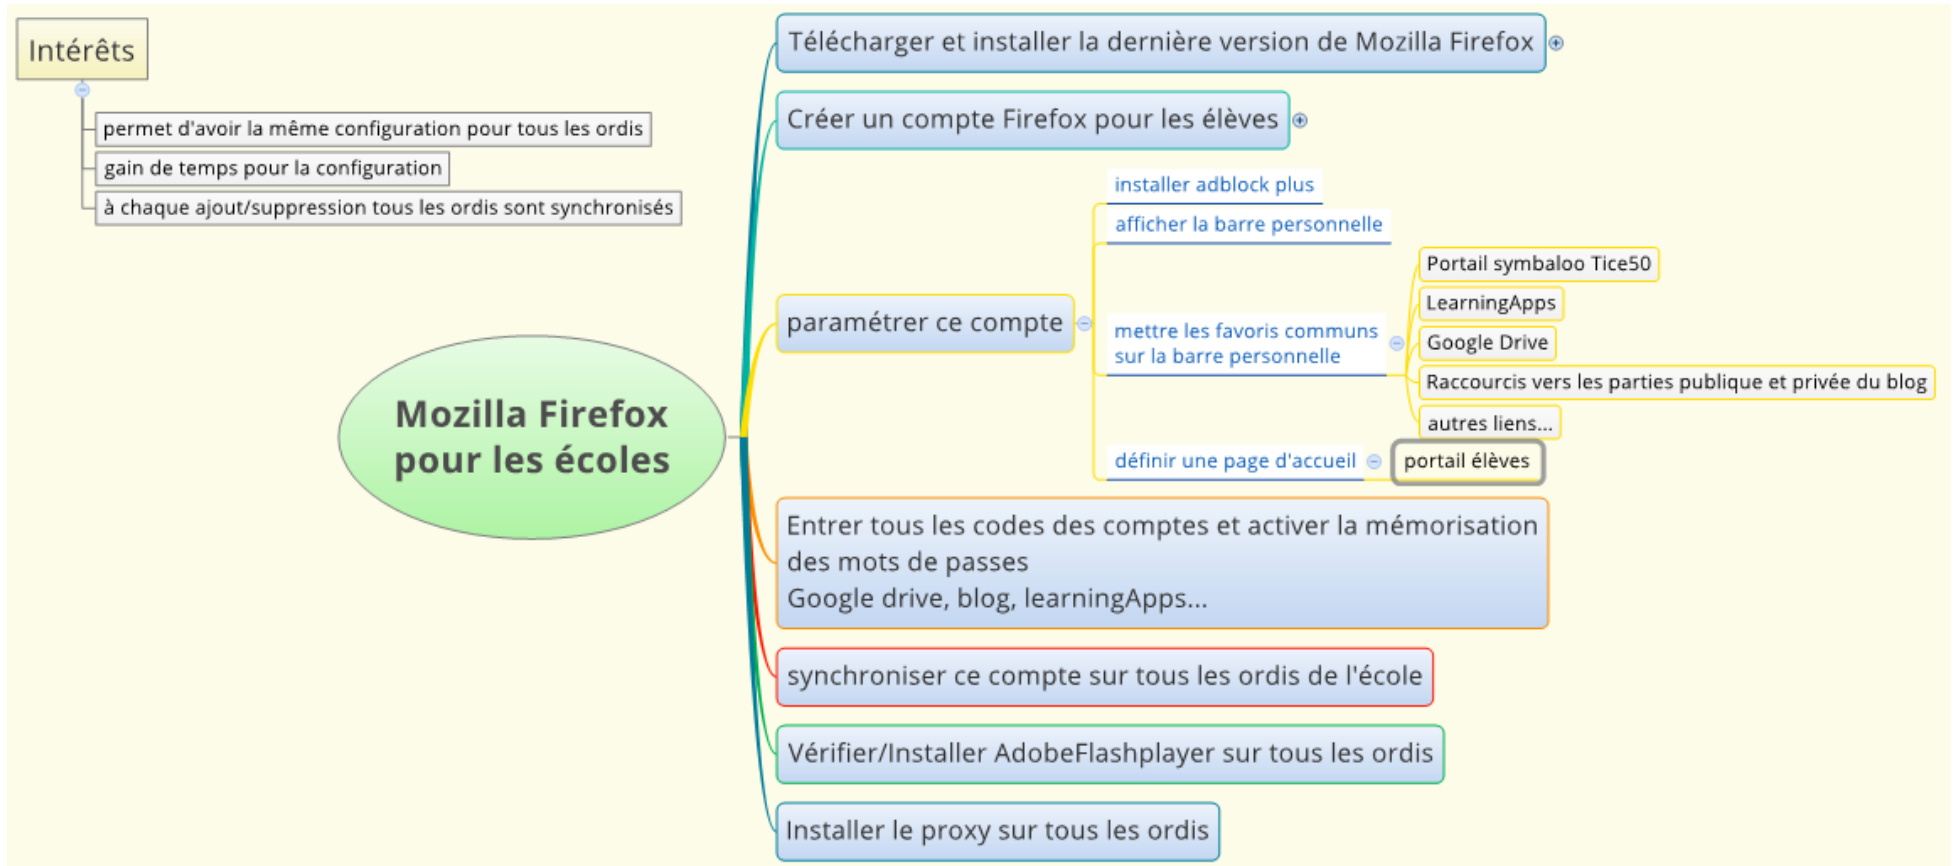 Intérêts
permet d'avoir la même configuration pour tous les ordis
gain de temps pour la configuration
à chaque ajout/suppression tous les ordis sont synchronisés
Mozilla Firefox
pour les écoles
Télécharger et installer la dernière version de Mozilla Firefox
Créer un compte Firefox pour les élèves
paramétrer ce compte
installer adblock plus
afficher la barre personnelle
mettre les favoris communs
sur la barre personnelle
Portail symbaloo Tice50
LearningApps
Google Drive
Raccourcis vers les parties publique et privée du blog
autres liens...
définir une page d'accueil
portail élèves
Entrer tous les codes des comptes et activer la mémorisation
des mots de passes
Google drive, blog, learningApps...
synchroniser ce compte sur tous les ordis de l'école
Vérifier/Installer AdobeFlashplayer sur tous les ordis
Installer le proxy sur tous les ordis